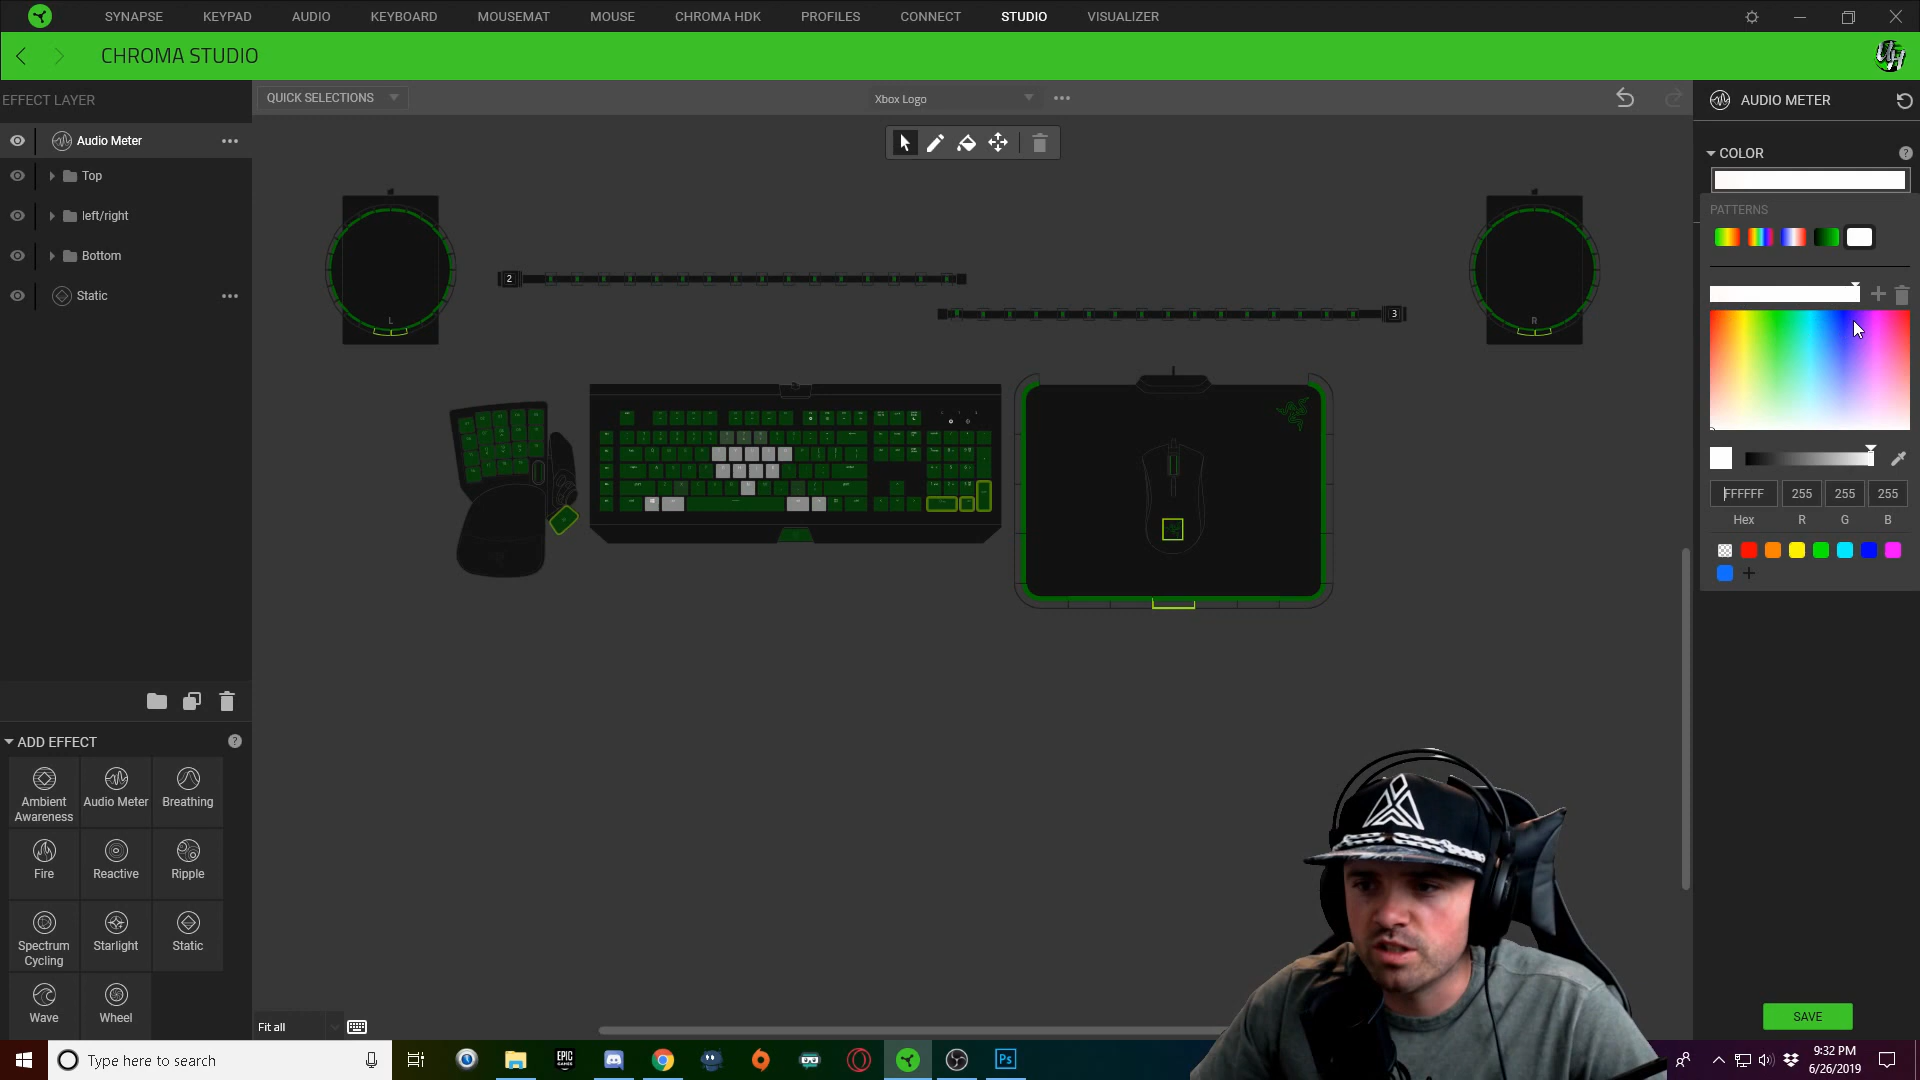 SYNAPSE KEYPAD AUDIO KEYBOARD MOUSEMAT MOUSE CHROMA HDK PROFILES CONNECT STUDIO VISUALIZER
CHROMA STUDIO
EFFECT LAYER
QUICK SELECTIONS
Xbox Logo
AUDIO METER
Audio Meter
Top
left/right
Bottom
Static
COLOR
PATTERNS
2
3
L
R
FFFFFF 255 255 255
Hex R G B
ADD EFFECT
Ambient Awareness
Audio Meter
Breathing
Fire
Reactive
Ripple
Spectrum Cycling
Starlight
Static
Wave
Wheel
Fit all
SAVE
Type here to search
EPIC GAMES
Ps
9:32 PM
6/26/2019